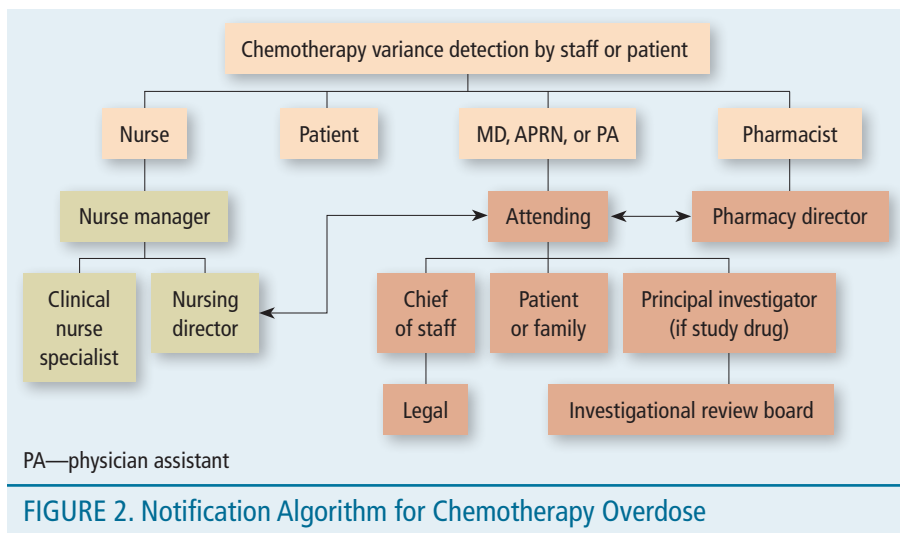 Chemotherapy variance detection by staff or patient
Nurse
Patient
MD, APRN, or PA
Pharmacist
Nurse manager
Attending
Pharmacy director
Clinical
nurse
specialist
Nursing
director
Chief
of staff
Patient
or family
Principal investigator
(if study drug)
Legal
Investigational review board
PA—physician assistant
FIGURE 2. Notification Algorithm for Chemotherapy Overdose